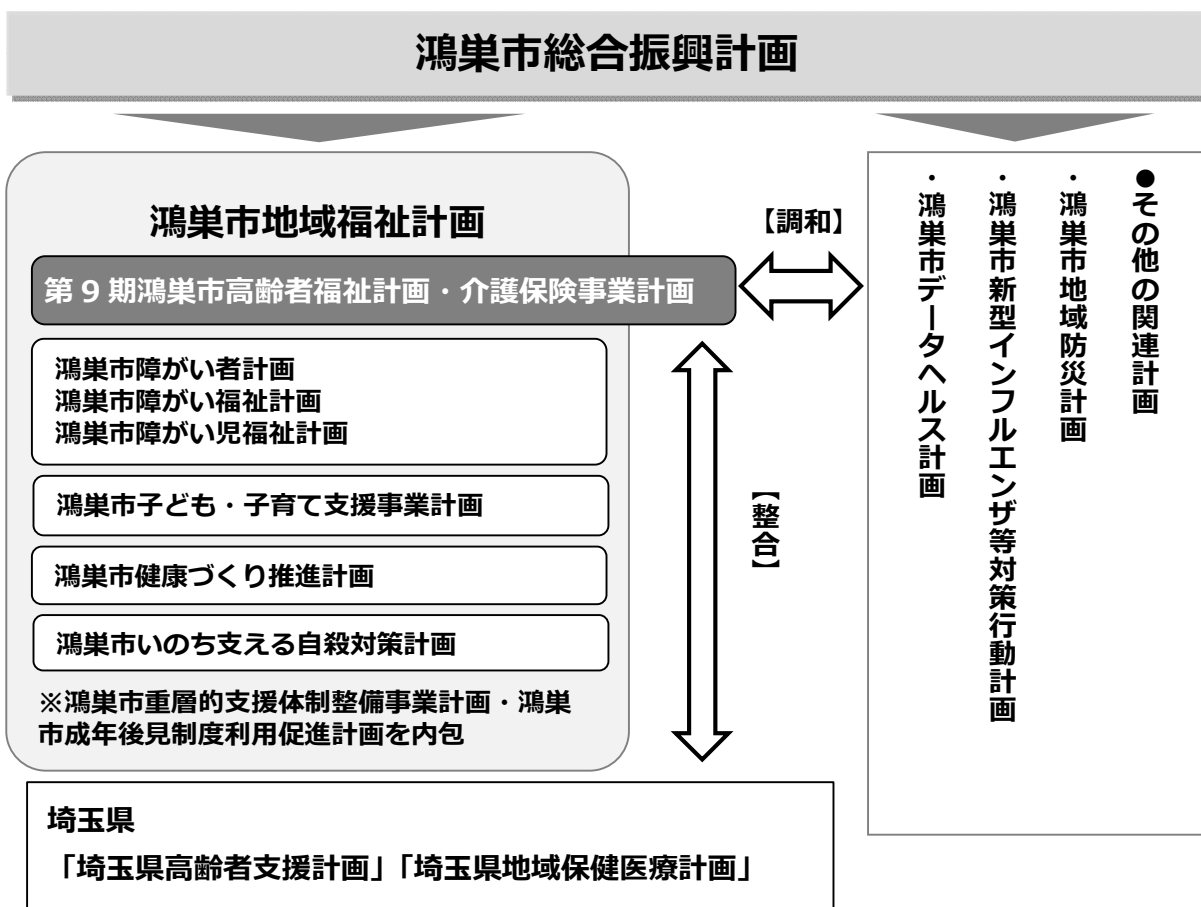 鴻巣市総合振興計画
鴻巣市地域福祉計画
第9期鴻巣市高齢者福祉計画・介護保険事業計画
鴻巣市障がい者計画
鴻巣市障がい福祉計画
鴻巣市障がい児福祉計画
鴻巣市子ども・子育て支援事業計画
鴻巣市健康づくり推進計画
鴻巣市いのち支える自殺対策計画
※鴻巣市重層的支援体制整備事業計画・鴻巣
市成年後見制度利用促進計画を内包
【調和】
【整合】
●その他の関連計画
・鴻巣市地域防災計画
・鴻巣市新型インフルエンザ等対策行動計画
・鴻巣市データヘルス計画
埼玉県
「埼玉県高齢者支援計画」「埼玉県地域保健医療計画」